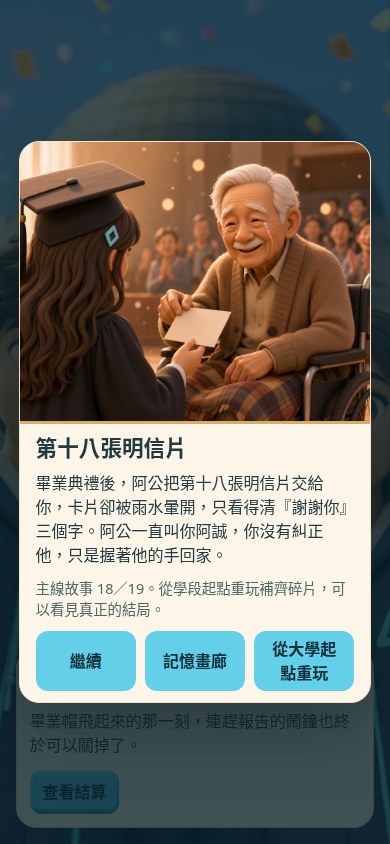 第十八張明信片
畢業典禮後，阿公把第十八張明信片交給
你，卡片卻被雨水暈開，只看得清『謝謝你』
三個字。阿公一直叫你阿誠，你沒有糾正
他，只是握著他的手回家。
主線故事 18／19。從學段起點重玩補齊碎片，可
以看見真正的結局。
繼續
記憶畫廊
從大學起
點重玩
畢業帽飛起來的那一刻，連趕報告的鬧鐘也終
於可以關掉了。
查看結算